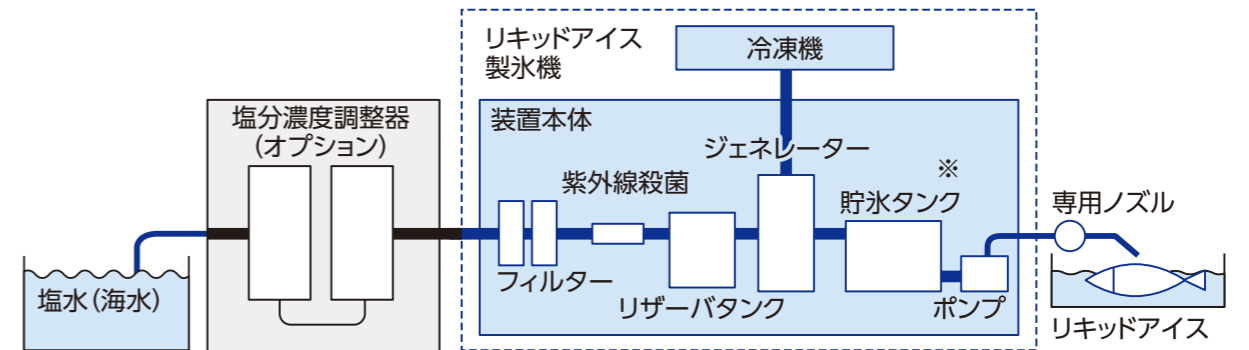 リキッドアイス
製氷機
冷凍機
塩分濃度調整器
(オプション)
装置本体
ジェネレーター
紫外線殺菌
※
貯氷タンク
専用ノズル
塩水(海水)
フィルター
リザーバタンク
ポンプ
リキッドアイス